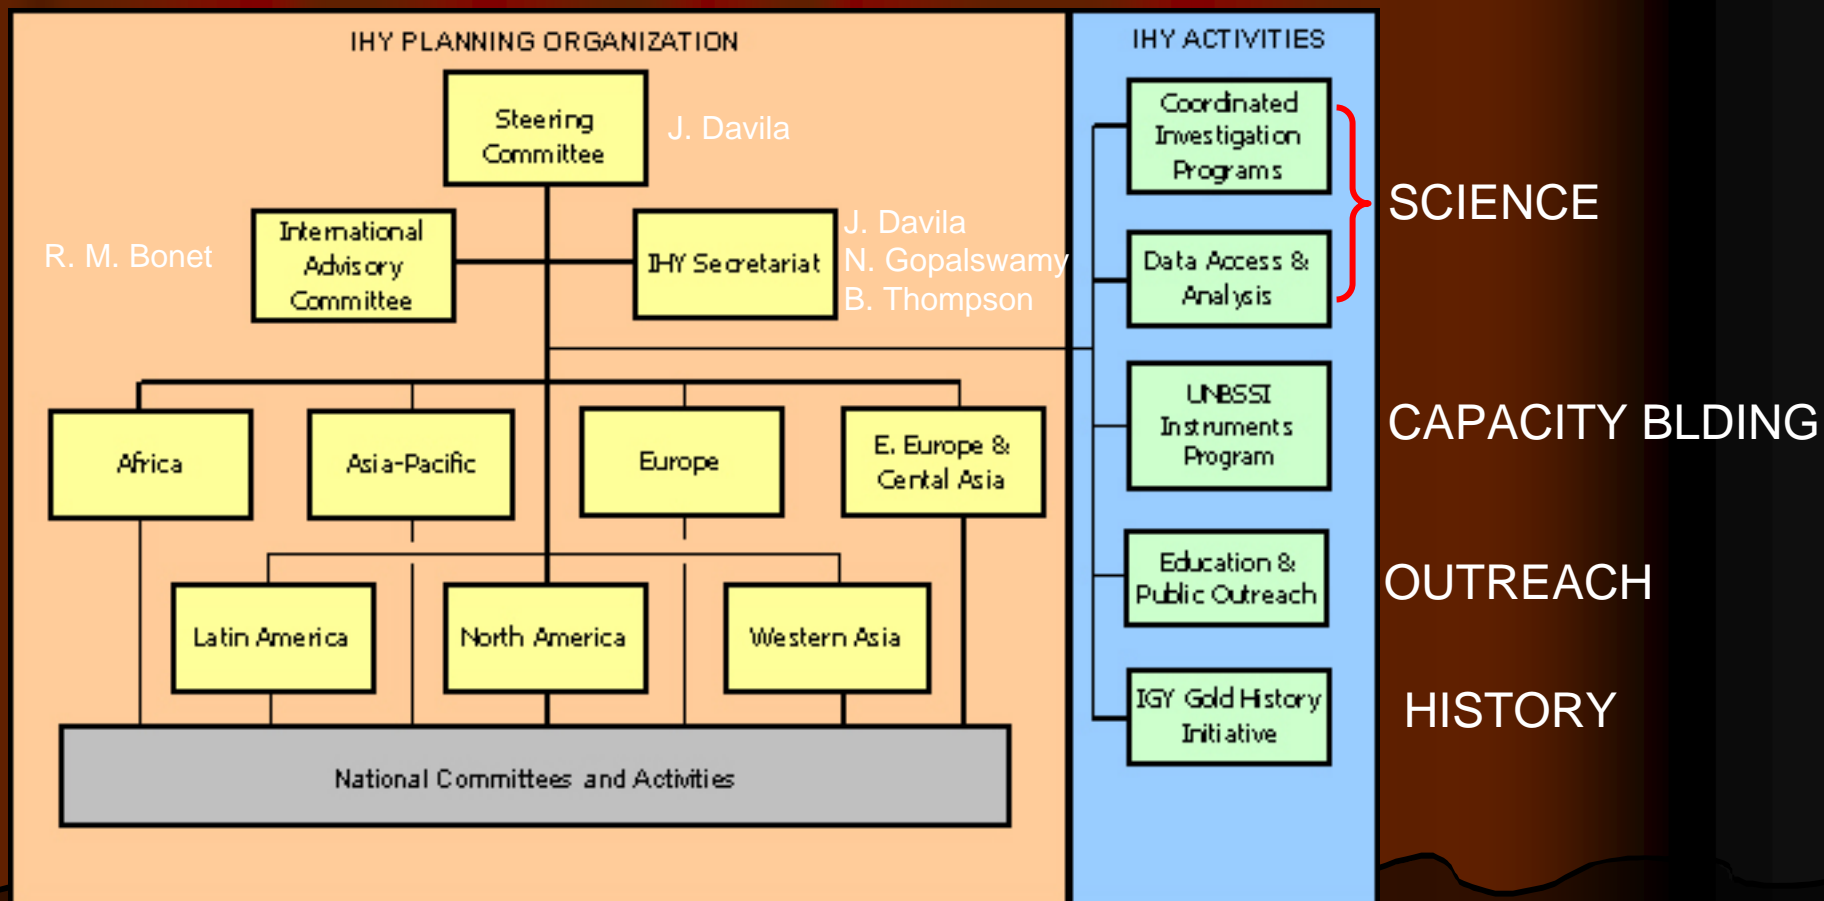 IHY PLANNING ORGANIZATION
IHY ACTIVITIES
Steering
Committee
J. Davila
R. M. Bonet
International
Advisory
Committee
IHY Secretariat
J. Davila
N. Gopalswamy
B. Thompson
Africa
Asia-Pacific
Europe
E. Europe &
Cental Asia
Latin America
North America
Western Asia
National Committees and Activities
Coordinated
Investigation
Programs
Data Access &
Analysis
SCIENCE
UNBSSI
Instruments
Program
CAPACITY BLDING
Education &
Public Outreach
OUTREACH
IGY Gold History
Initiative
HISTORY